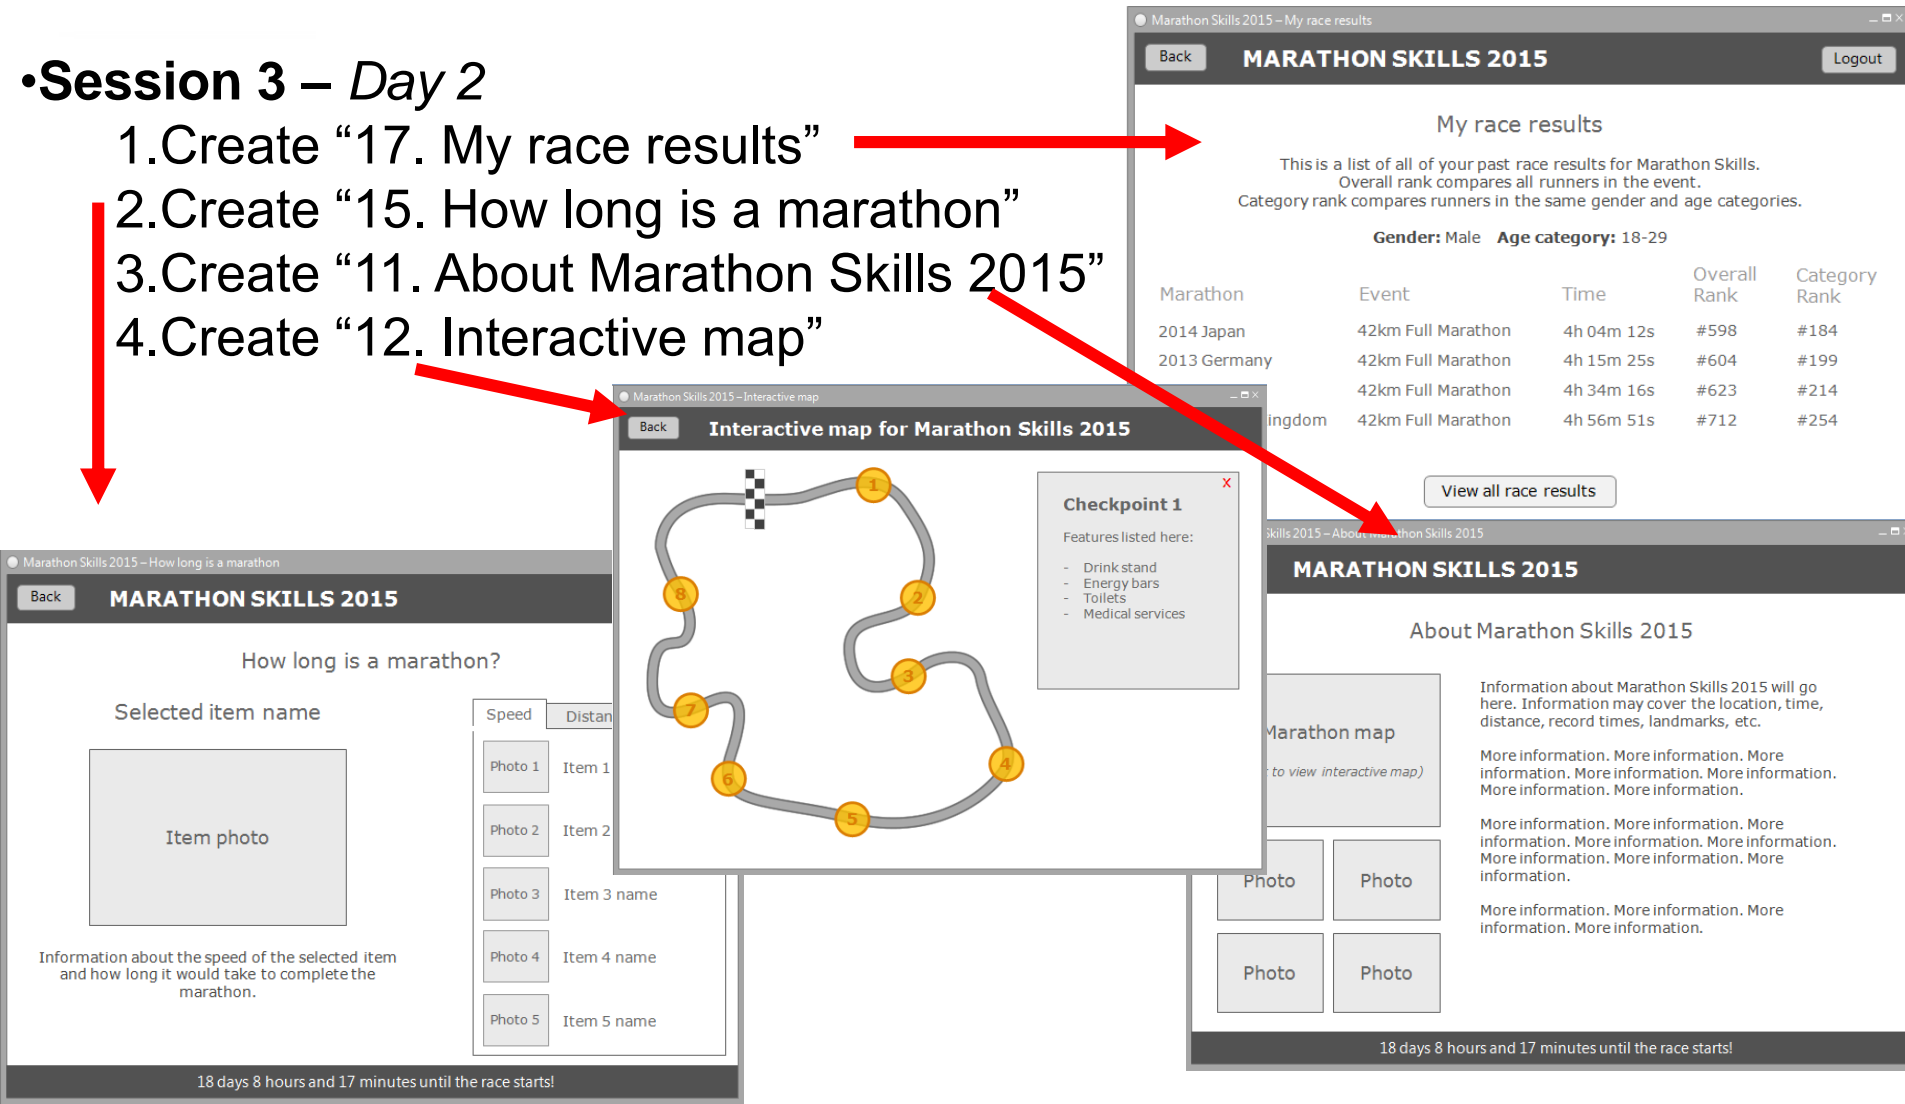 •Session 3 – Day 2
1.Create “17. My race results”
2.Create “15. How long is a marathon”
3.Create “11. About Marathon Skills 2015”
4.Create “12. Interactive map”
Marathon Skills 2015 – My race results
Back
MARATHON SKILLS 2015
Logout
My race results
This is a list of all of your past race results for Marathon Skills.
Overall rank compares all runners in the event.
Category rank compares runners in the same gender and age categories.
Gender: Male Age category: 18-29
Marathon Event Time Overall Rank Category Rank
2014 Japan 42km Full Marathon 4h 04m 12s #598 #184
2013 Germany 42km Full Marathon 4h 15m 25s #604 #199
42km Full Marathon 4h 34m 16s #623 #214
ingdom 42km Full Marathon 4h 56m 51s #712 #254
View all race results
Marathon Skills 2015 – Interactive map
Back
Interactive map for Marathon Skills 2015
1
2
3
4
5
6
7
8
X
Checkpoint 1
Features listed here:
- Drink stand
- Energy bars
- Toilets
- Medical services
Marathon Skills 2015 – How long is a marathon
Back
MARATHON SKILLS 2015
How long is a marathon?
Selected item name
Item photo
Information about the speed of the selected item
and how long it would take to complete the
marathon.
Speed
Distan
Photo 1 Item 1
Photo 2 Item 2
Photo 3 Item 3 name
Photo 4 Item 4 name
Photo 5 Item 5 name
18 days 8 hours and 17 minutes until the race starts!
Skills 2015 – About Marathon Skills 2015
MARATHON SKILLS 2015
About Marathon Skills 2015
Marathon map
to view interactive map)
Photo
Photo
Photo
Photo
Information about Marathon Skills 2015 will go
here. Information may cover the location, time,
distance, record times, landmarks, etc.
More information. More information. More
information. More information. More information.
More information. More information.
More information. More information. More
information. More information. More information.
More information. More information. More
information.
More information. More information. More
information. More information.
18 days 8 hours and 17 minutes until the race starts!